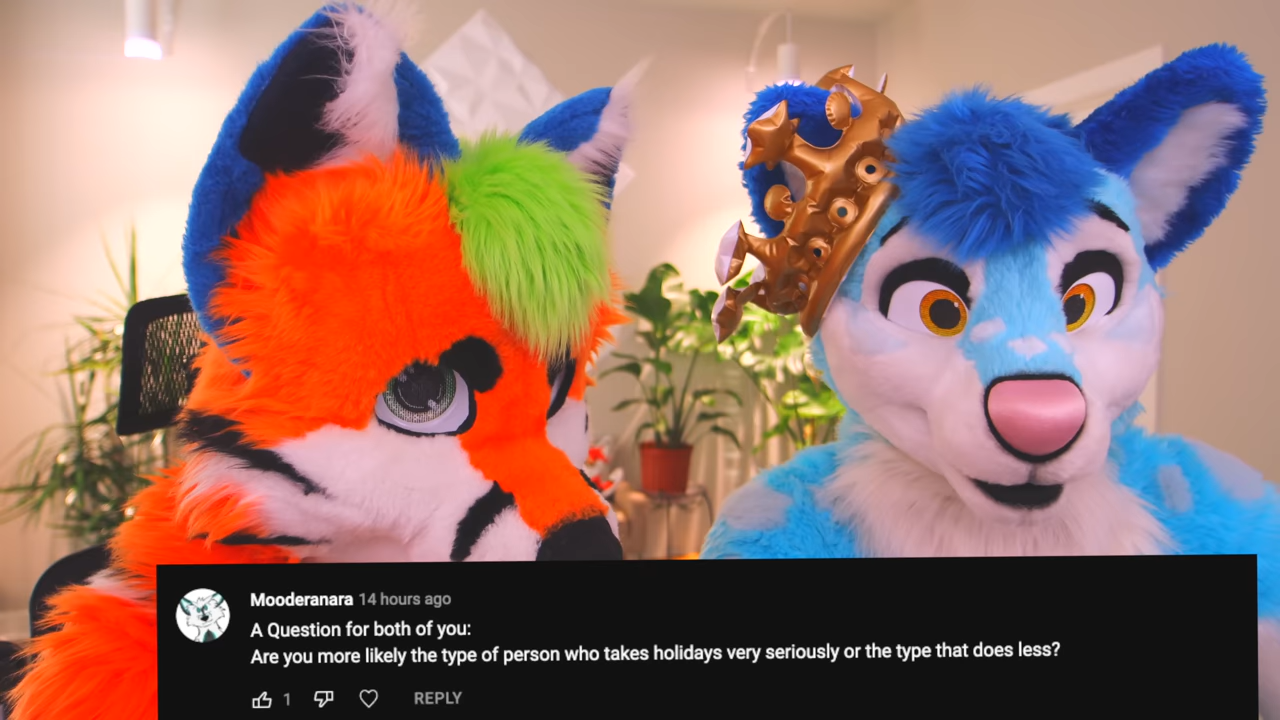 Mooderanara 14 hours ago
A Question for both of you:
Are you more likely the type of person who takes holidays very seriously or the type that does less?
1 REPLY